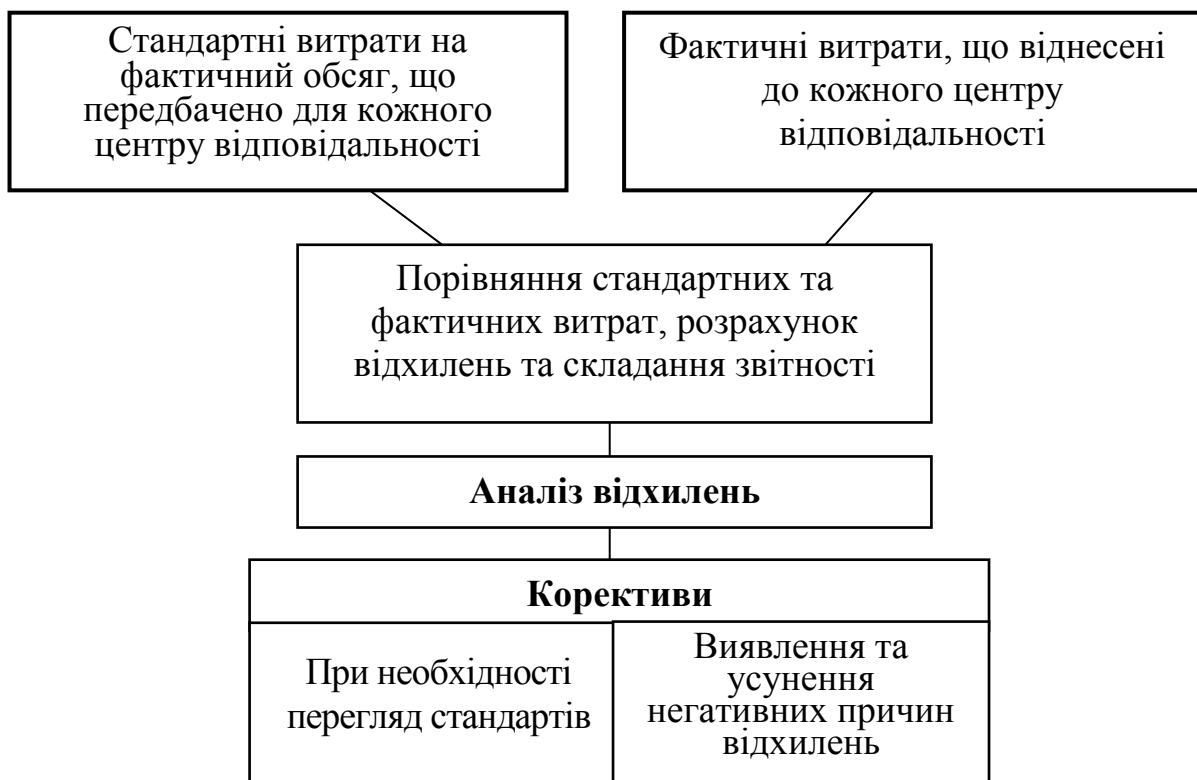 Стандартні витрати на
фактичний обсяг, що
передбачено для кожного
центру відповідальності
Фактичні витрати, що віднесені
до кожного центру
відповідальності
Порівняння стандартних та
фактичних витрат, розрахунок
відхилень та складання звітності
Аналіз відхилень
Корективи
При необхідності
перегляд стандартів
Виявлення та
усунення
негативних причин
відхилень